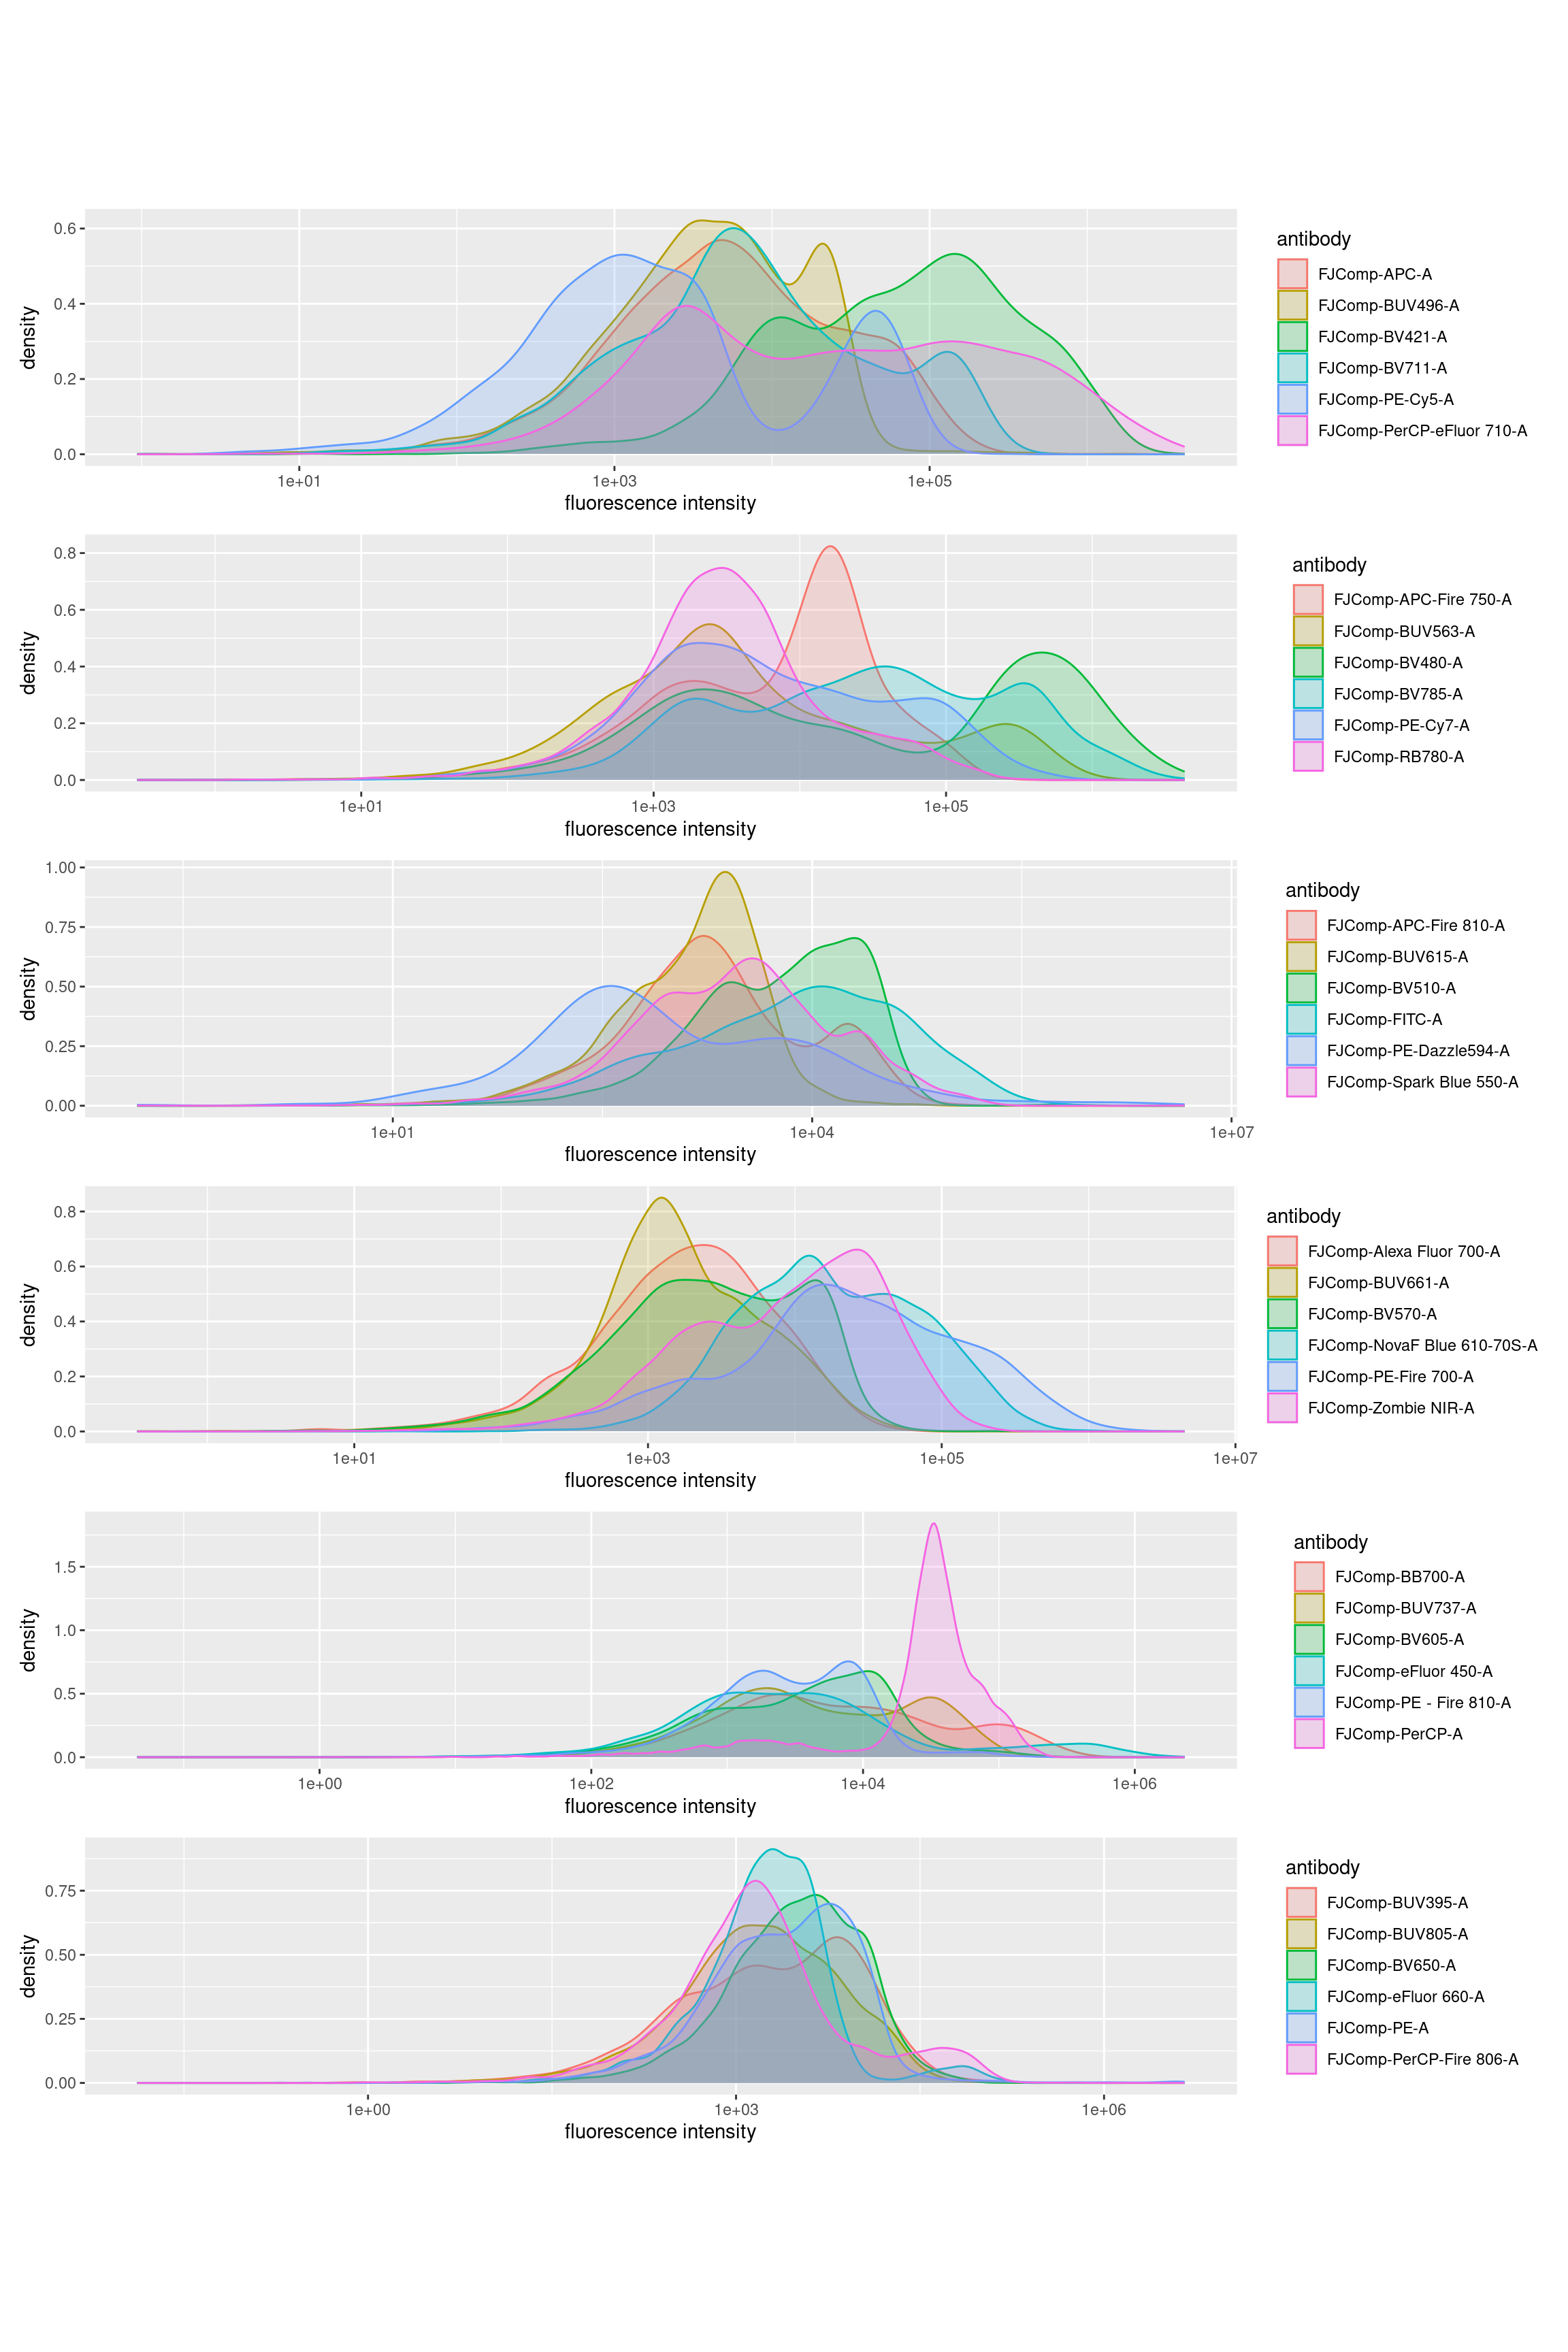 0.6
0.4
0.2
0.0
density
1e+01
1e+03
1e+05
fluorescence intensity
antibody
FJComp-APC-A
FJComp-BUV496-A
FJComp-BV421-A
FJComp-BV711-A
FJComp-PE-Cy5-A
FJComp-PerCP-eFluor 710-A
0.8
0.6
0.4
0.2
0.0
density
1e+01
1e+03
1e+05
fluorescence intensity
antibody
FJComp-APC-Fire 750-A
FJComp-BUV563-A
FJComp-BV480-A
FJComp-BV785-A
FJComp-PE-Cy7-A
FJComp-RB780-A
1.00
0.75
0.50
0.25
0.00
density
1e+01
1e+04
1e+07
fluorescence intensity
antibody
FJComp-APC-Fire 810-A
FJComp-BUV615-A
FJComp-BV510-A
FJComp-FITC-A
FJComp-PE-Dazzle594-A
FJComp-Spark Blue 550-A
0.8
0.6
0.4
0.2
0.0
density
1e+01
1e+03
1e+05
1e+07
fluorescence intensity
antibody
FJComp-Alexa Fluor 700-A
FJComp-BUV661-A
FJComp-BV570-A
FJComp-NovaF Blue 610-70S-A
FJComp-PE-Fire 700-A
FJComp-Zombie NIR-A
1.5
1.0
0.5
0.0
density
1e+00
1e+02
1e+04
1e+06
fluorescence intensity
antibody
FJComp-BB700-A
FJComp-BUV737-A
FJComp-BV605-A
FJComp-eFluor 450-A
FJComp-PE - Fire 810-A
FJComp-PerCP-A
0.75
0.50
0.25
0.00
density
1e+00
1e+03
1e+06
fluorescence intensity
antibody
FJComp-BUV395-A
FJComp-BUV805-A
FJComp-BV650-A
FJComp-eFluor 660-A
FJComp-PE-A
FJComp-PerCP-Fire 806-A